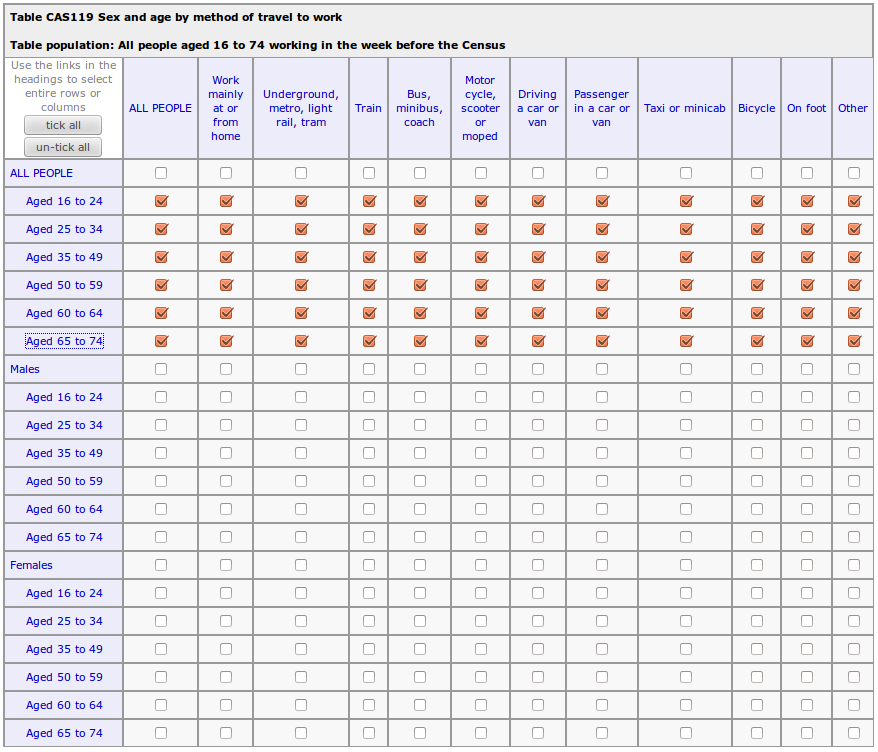 Table CAS119 Sex and age by method of travel to work
Table population: All people aged 16 to 74 working in the week before the Census
Use the links in the
headings to select
entire rows or
columns
tick all
un-tick all
ALL PEOPLE
Work
mainly
at or
from
home
Underground,
metro, light
rail, tram
Train
Bus,
minibus,
coach
Motor
cycle,
scooter
or
moped
Driving
a car or
van
Passenger
in a car or
van
Taxi or minicab
Bicycle
On foot
Other
ALL PEOPLE
Aged 16 to 24
Aged 25 to 34
Aged 35 to 49
Aged 50 to 59
Aged 60 to 64
Aged 65 to 74
Males
Aged 16 to 24
Aged 25 to 34
Aged 35 to 49
Aged 50 to 59
Aged 60 to 64
Aged 65 to 74
Females
Aged 16 to 24
Aged 25 to 34
Aged 35 to 49
Aged 50 to 59
Aged 60 to 64
Aged 65 to 74